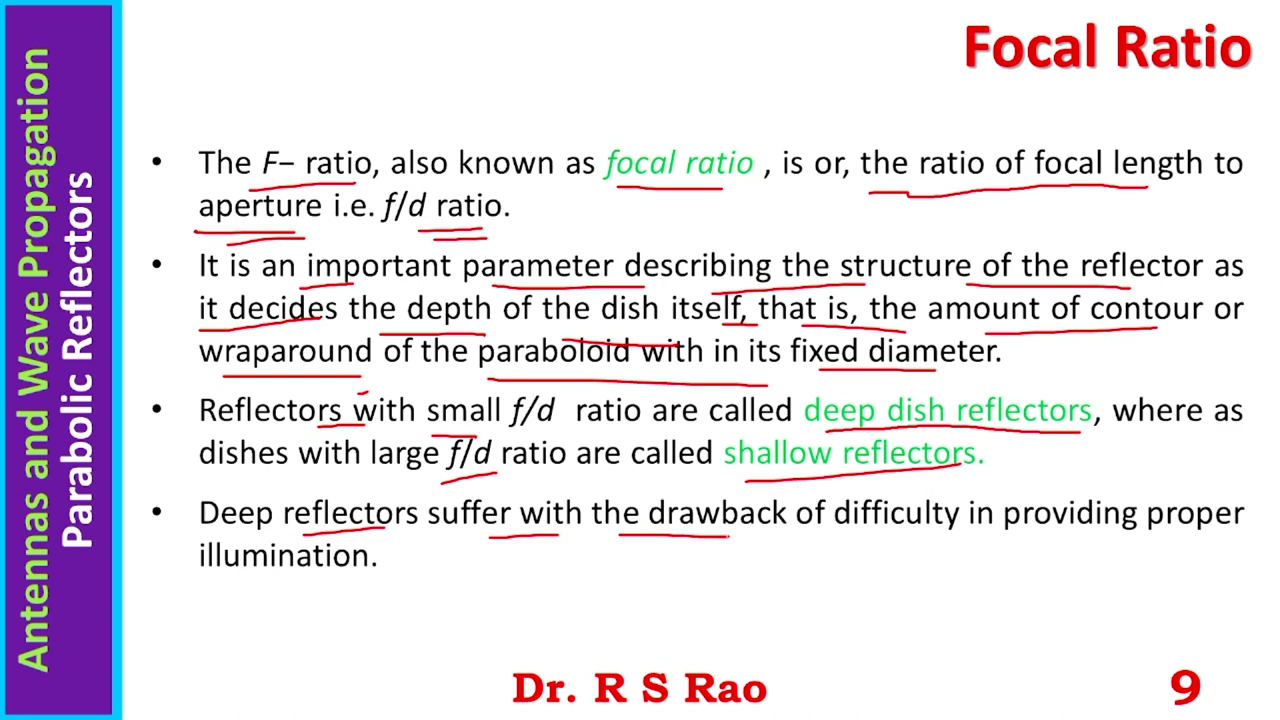 Focal Ratio
Antennas and Wave Propagation
Parabolic Reflectors
• The F– ratio, also known as focal ratio , is or, the ratio of focal length to
aperture i.e. f/d ratio.
• It is an important parameter describing the structure of the reflector as
it decides the depth of the dish itself, that is, the amount of contour or
wraparound of the paraboloid with in its fixed diameter.
• Reflectors with small f/d ratio are called deep dish reflectors, where as
dishes with large f/d ratio are called shallow reflectors.
• Deep reflectors suffer with the drawback of difficulty in providing proper
illumination.
Dr. R S Rao
9